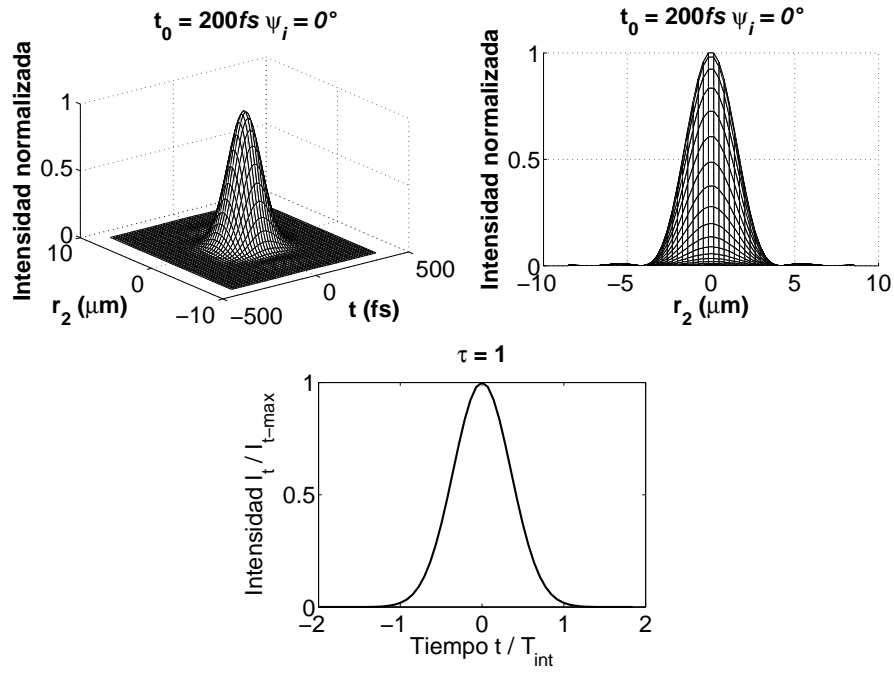 t0 = 200fs ψi = 0°
Intensidad normalizada
1
0.5
0
10
0
−10
r2 (μm)
−500
0
500
t (fs)
t0 = 200fs ψi = 0°
Intensidad normalizada
1
0.5
0
−10
−5
0
5
10
r2 (μm)
τ = 1
Intensidad It / It−max
1
0.5
0
−2
−1
0
1
2
Tiempo t / Tint